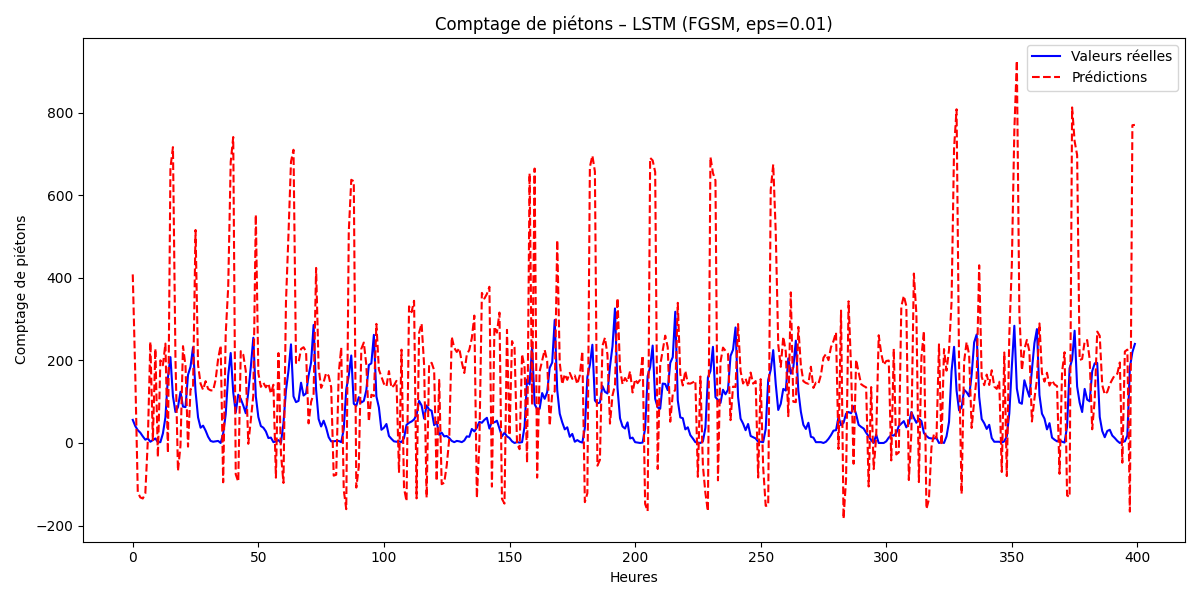 Comptage de piétons – LSTM (FGSM, eps=0.01)
Valeurs réelles
Prédictions
Comptage de piétons
800
600
400
200
0
−200
0 50 100 150 200 250 300 350 400
Heures